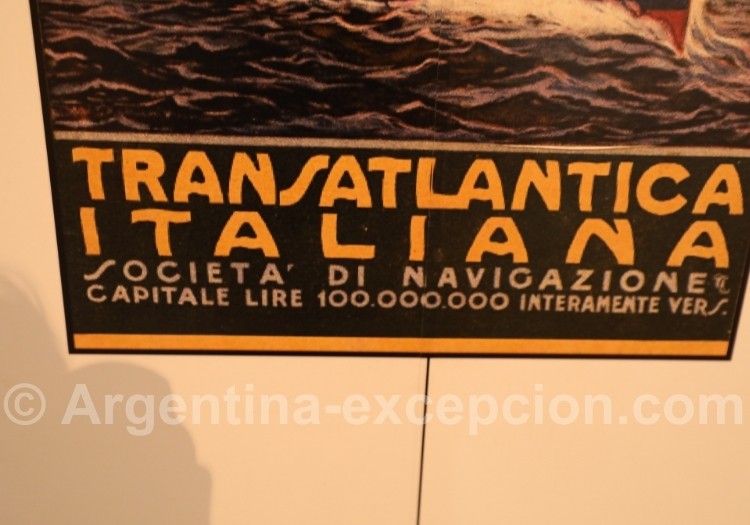 TRANSATLANTICA
ITALIANA
SOCIETA' DI NAVIGAZIONE
CAPITALE LIRE 100.000.000 INTERAMENTE VERS.
© Argentina-excepcion.com